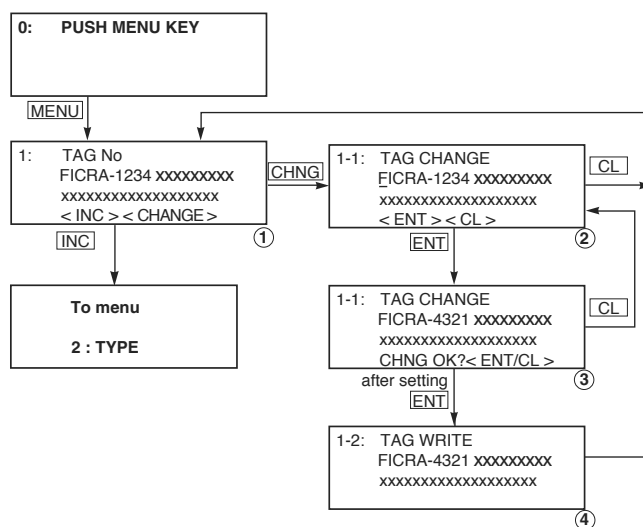 0: PUSH MENU KEY
MENU
1: TAG No
FICRA-1234 xxxxxxxxx
xxxxxxxxxxxxxxxxxxx
< INC > < CHANGE >
1
CHNG
INC
To menu
2 : TYPE
1-1: TAG CHANGE
FICRA-1234 xxxxxxxxx
xxxxxxxxxxxxxxxxxxx
< ENT > < CL >
2
CL
ENT
1-1: TAG CHANGE
FICRA-4321 xxxxxxxxx
xxxxxxxxxxxxxxxxxxx
CHNG OK?< ENT/CL >
3
CL
after setting
ENT
1-2: TAG WRITE
FICRA-4321 xxxxxxxxx
xxxxxxxxxxxxxxxxxxx
4